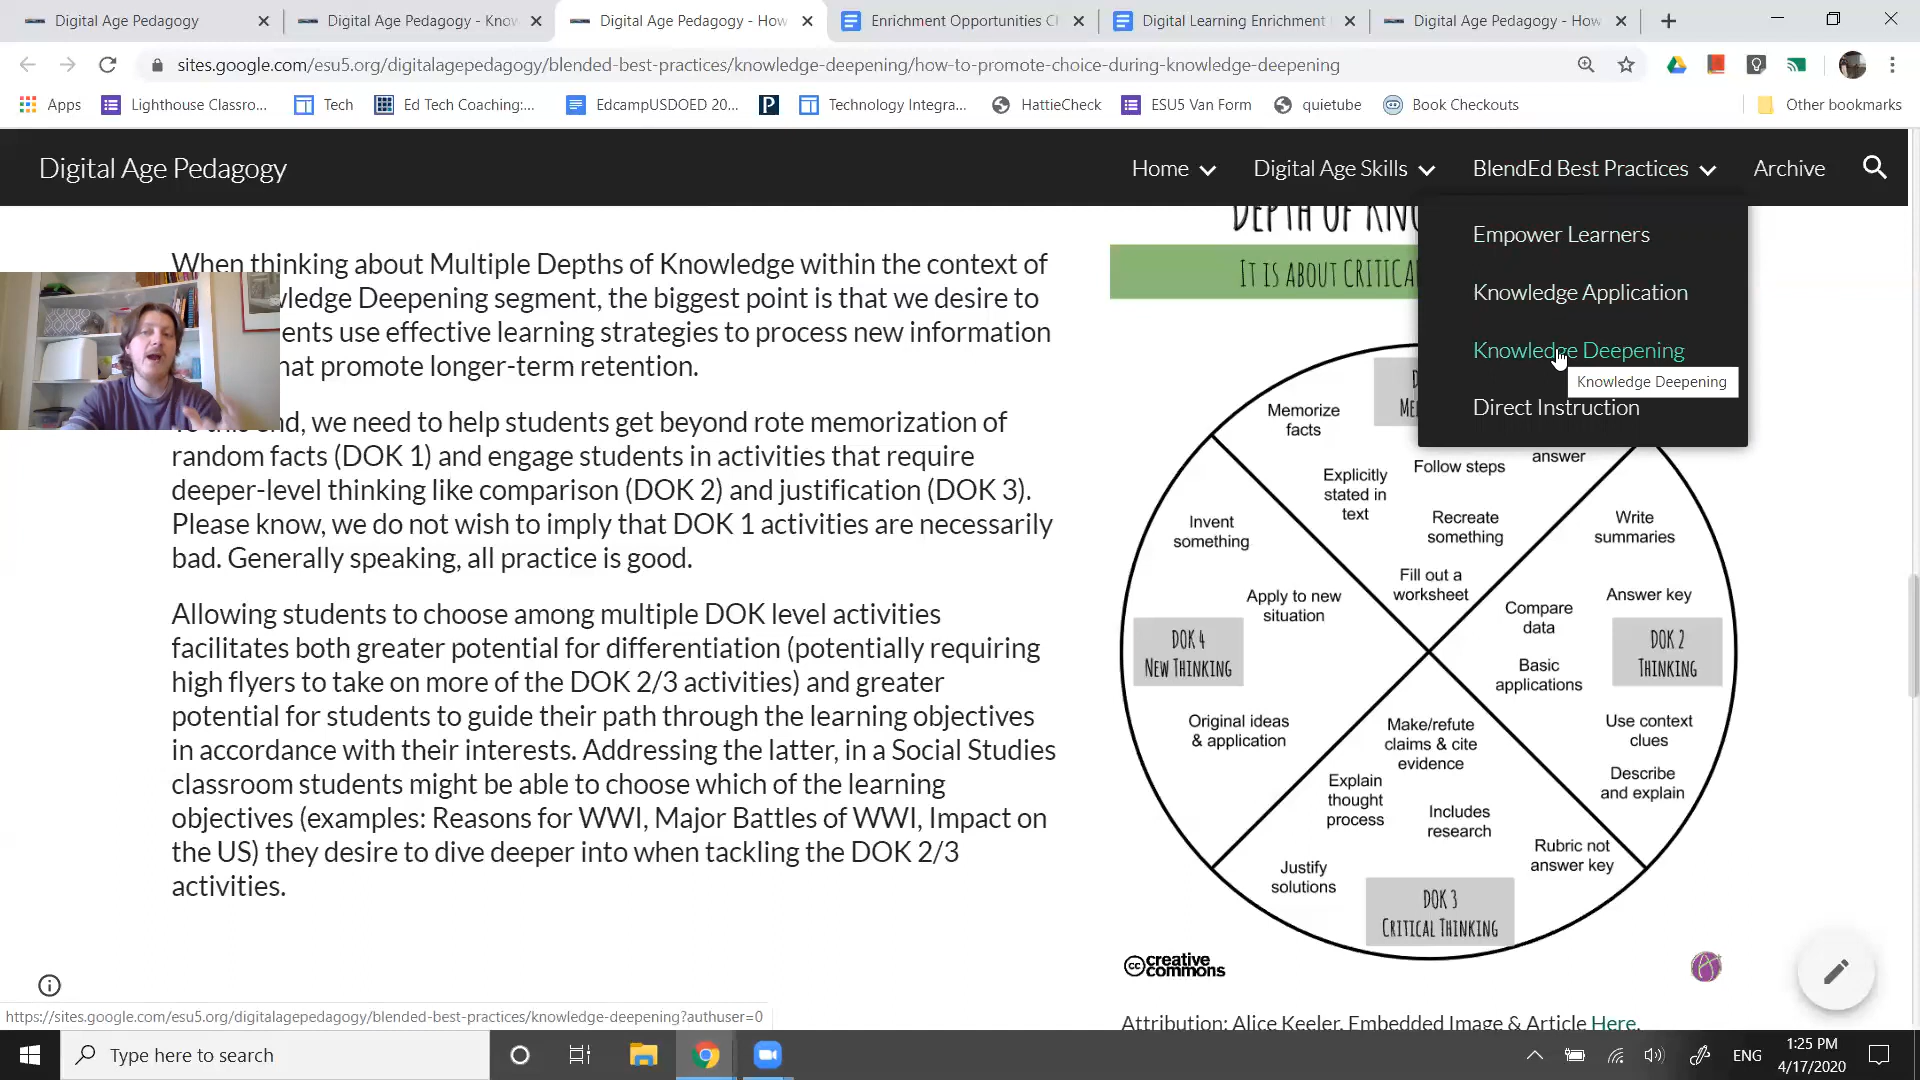 Digital Age Pedagogy
Digital Age Pedagogy - Know
Digital Age Pedagogy - How
Enrichment Opportunities
Digital Learning Enrichment
Digital Age Pedagogy - How
sites.google.com/esu5.org/digitalagepedagogy/blended-best-practices/knowledge-deepening/how-to-promote-choice-during-knowledge-deepening
Apps
Lighthouse Classro...
Tech
Ed Tech Coaching:...
EdcampUSDOED 20...
P
Technology Integra...
HattieCheck
ESU5 Van Form
quietube
Book Checkouts
Other bookmarks
Digital Age Pedagogy
Home
Digital Age Skills
BlendEd Best Practices
Archive
Empower Learners
Knowledge Application
Knowledge Deepening
Knowledge Deepening
Direct Instruction
When thinking about Multiple Depths of Knowledge within the context of
Deepening segment, the biggest point is that we desire to
use effective learning strategies to process new information
that promote longer-term retention.
we need to help students get beyond rote memorization of
random facts (DOK 1) and engage students in activities that require
deeper-level thinking like comparison (DOK 2) and justification (DOK 3).
Please know, we do not wish to imply that DOK 1 activities are necessarily
bad. Generally speaking, all practice is good.
Allowing students to choose among multiple DOK level activities
facilitates both greater potential for differentiation (potentially requiring
high flyers to take on more of the DOK 2/3 activities) and greater
potential for students to guide their path through the learning objectives
in accordance with their interests. Addressing the latter, in a Social Studies
classroom students might be able to choose which of the learning
objectives (examples: Reasons for WWI, Major Battles of WWI, Impact on
the US) they desire to dive deeper into when tackling the DOK 2/3
activities.
DEPTH OF
IT IS ABOUT
Memorize
facts
Explicitly
stated in
text
Follow steps
answer
Recreate
something
Fill out a
worksheet
Write
summaries
Answer key
Compare
data
DOK 2
THINKING
Basic
applications
Use context
clues
Describe
and explain
Invent
something
Apply to new
situation
DOK 4
NEW THINKING
Original ideas
& application
Make/refute
claims & cite
evidence
Explain
thought
process
Includes
research
Rubric not
answer key
Justify
solutions
DOK 3
CRITICAL THINKING
cc creative
commons
Attribution: Alice Keeler. Embedded Image & Article Here.
https://sites.google.com/esu5.org/digitalagepedagogy/blended-best-practices/knowledge-deepening?authuser=0
Type here to search
ENG
1:25 PM
4/17/2020